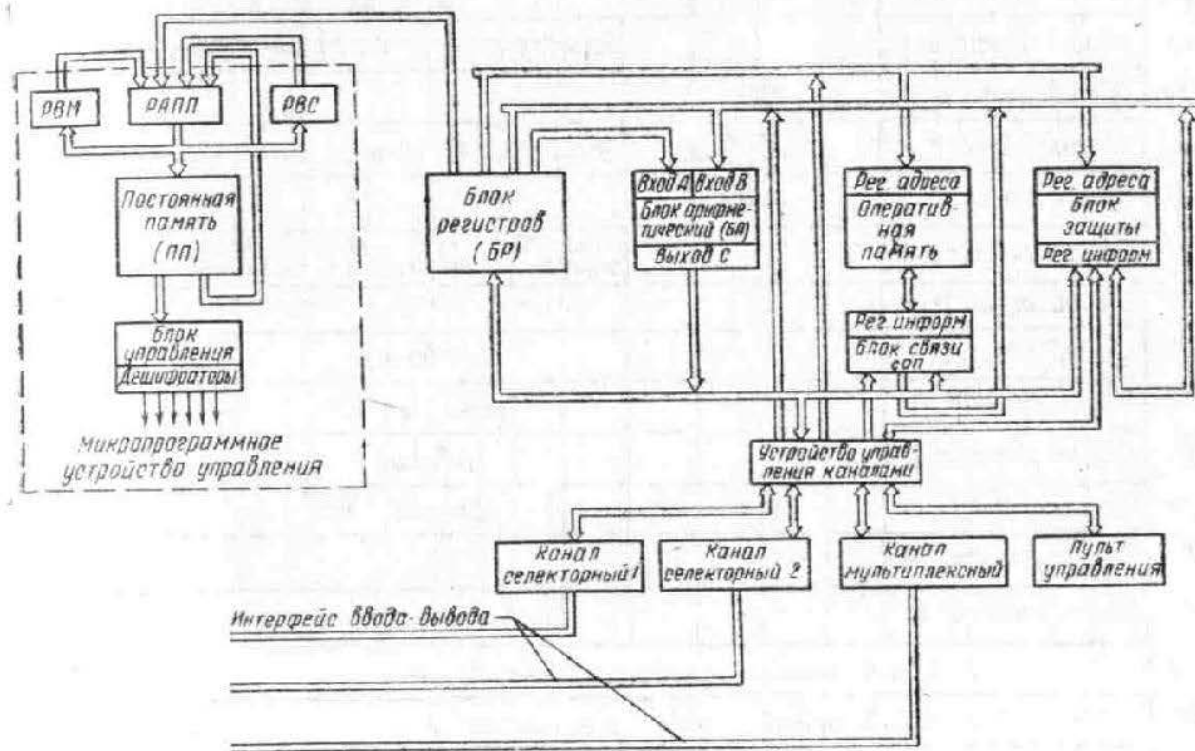 РВМ
РАПП
РВС
Постоянная
память
(ПП)
Блок
управления
Дешифраторы
Микропрограммное
устройство управления
Блок
регистров
(БР)
Вход А Вход В
Блок арифме-
тический (БА)
Выход С
Рег. адреса
Оператив-
ная
память
Рег. информ
Блок связи
с ОП
Рег. адреса
Блок
защиты
Рег. информ
Устройство управ-
ления каналами
Канал
селекторный 1
Канал
селекторный 2
Канал
мультиплексный
Пульт
управления
Интерфейс ввода-вывода